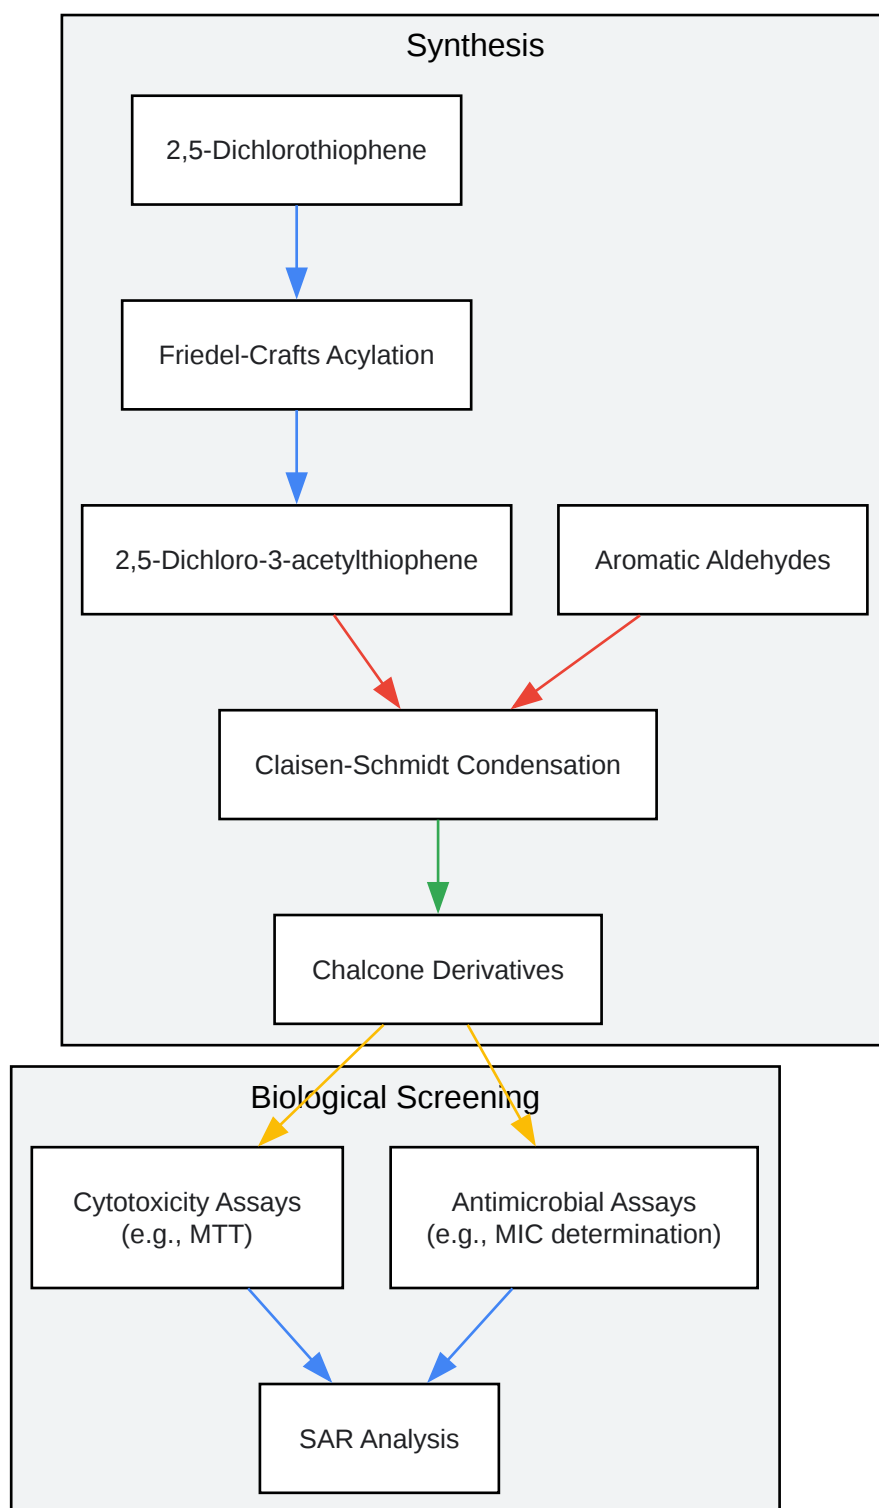 Synthesis
2,5-Dichlorothiophene
Friedel-Crafts Acylation
2,5-Dichloro-3-acetylthiophene
Aromatic Aldehydes
Claisen-Schmidt Condensation
Chalcone Derivatives
Biological Screening
Cytotoxicity Assays
(e.g., MTT)
Antimicrobial Assays
(e.g., MIC determination)
SAR Analysis